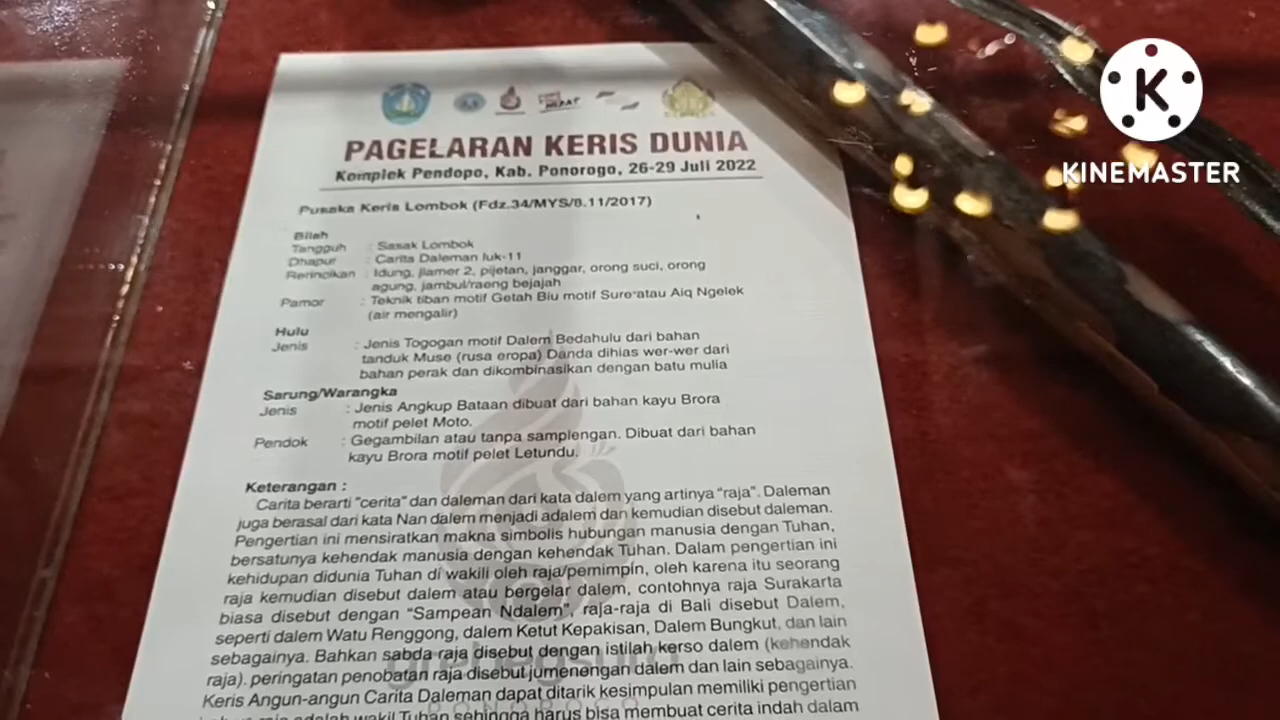 PAGELARAN KERIS DUNIA
Komplek Pendopo, Kab. Ponorogo, 26-29 Juli 2022
KINEMASTER
Pusaka Keris Lombok (Fdz.34/MYS/8.11/2017)
Bilah
Tangguh : Sasak Lombok
Dhapur : Carita Daleman luk-11
Rerincikan : Idung, jlamer 2, pijetan, janggar, orong suci, orong
agung, jambul/raeng bejajah
Pamor : Teknik tiban motif Getah Biu motif Sure atau Aiq Ngelek
(air mengalir)
Hulu
Jenis : Jenis Togogan motif Dalem Bedahulu dari bahan
tanduk Muse (rusa eropa) Danda dihias wer-wer dari
bahan perak dan dikombinasikan dengan batu mulia
Sarung/Warangka
Jenis : Jenis Angkup Bataan dibuat dari bahan kayu Brora
motif pelet Moto.
Pendok : Gegambilan atau tanpa samplengan. Dibuat dari bahan
kayu Brora motif pelet Letundu.
Keterangan :
Carita berarti "cerita" dan daleman dari kata dalem yang artinya "raja". Daleman
juga berasal dari kata Nan dalem menjadi adalem dan kemudian disebut daleman.
Pengertian ini mensiratkan makna simbolis hubungan manusia dengan Tuhan,
bersatunya kehendak manusia dengan kehendak Tuhan. Dalam pengertian ini
kehidupan didunia Tuhan di wakili oleh raja/pemimpin, oleh karena itu seorang
raja kemudian disebut dalem atau bergelar dalem, contohnya raja Surakarta
biasa disebut dengan "Sampean Ndalem", raja-raja di Bali disebut Dalem,
seperti dalem Watu Renggong, dalem Ketut Kepakisan, Dalem Bungkut, dan lain
sebagainya. Bahkan sabda raja disebut dengan istilah kerso dalem (kehendak
raja). peringatan penobatan raja disebut jumenengan dalem dan lain sebagainya.
Keris Angun-angun Carita Daleman dapat ditarik kesimpulan memiliki pengertian
raja adalah wakil Tuhan sehingga harus bisa membuat cerita indah dalam